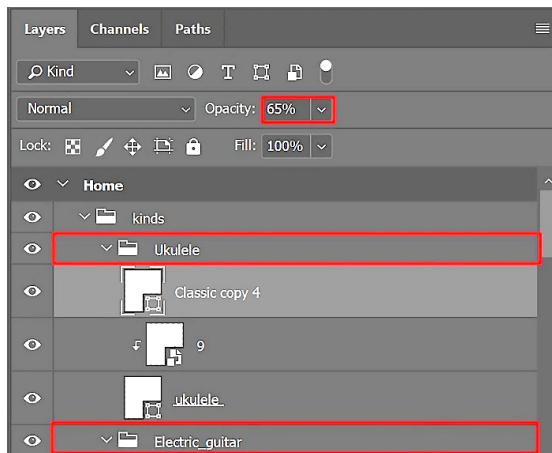 Layers Channels Paths
Kind
Normal Opacity: 65%
Lock: Fill: 100%
Home
kinds
Ukulele
Classic copy 4
9
ukulele
Electric_guitar